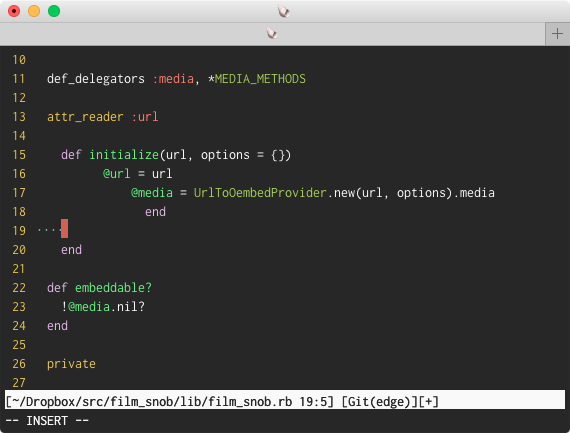 10
11 def_delegators :media, *MEDIA_METHODS
12
13 attr_reader :url
14
15 def initialize(url, options = {})
16 @url = url
17 @media = UrlToOembedProvider.new(url, options).media
18 end
19 ····
20 end
21
22 def embeddable?
23 !@media.nil?
24 end
25
26 private
27
[~/Dropbox/src/film_snob/lib/film_snob.rb 19:5] [Git(edge)][+]
-- INSERT --